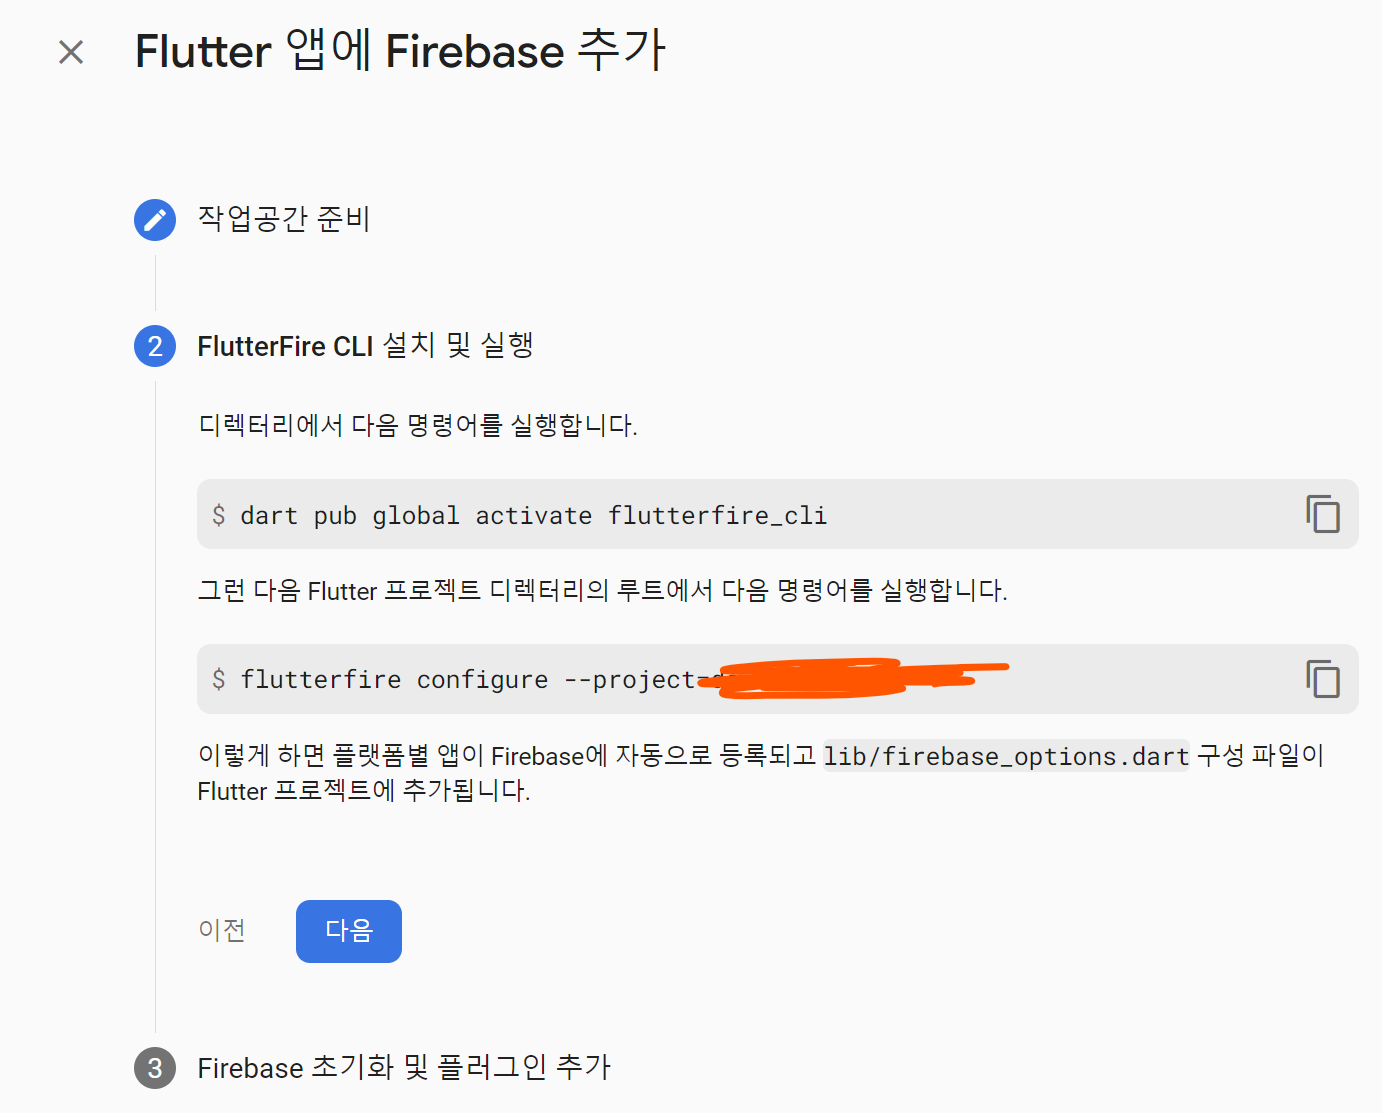 Flutter 앱에 Firebase 추가
작업공간 준비
2 FlutterFire CLI 설치 및 실행
디렉터리에서 다음 명령어를 실행합니다.
$ dart pub global activate flutterfire_cli
그런 다음 Flutter 프로젝트 디렉터리의 루트에서 다음 명령어를 실행합니다.
$ flutterfire configure --project=
이렇게 하면 플랫폼별 앱이 Firebase에 자동으로 등록되고 lib/firebase_options.dart 구성 파일이
Flutter 프로젝트에 추가됩니다.
이전 다음
3 Firebase 초기화 및 플러그인 추가